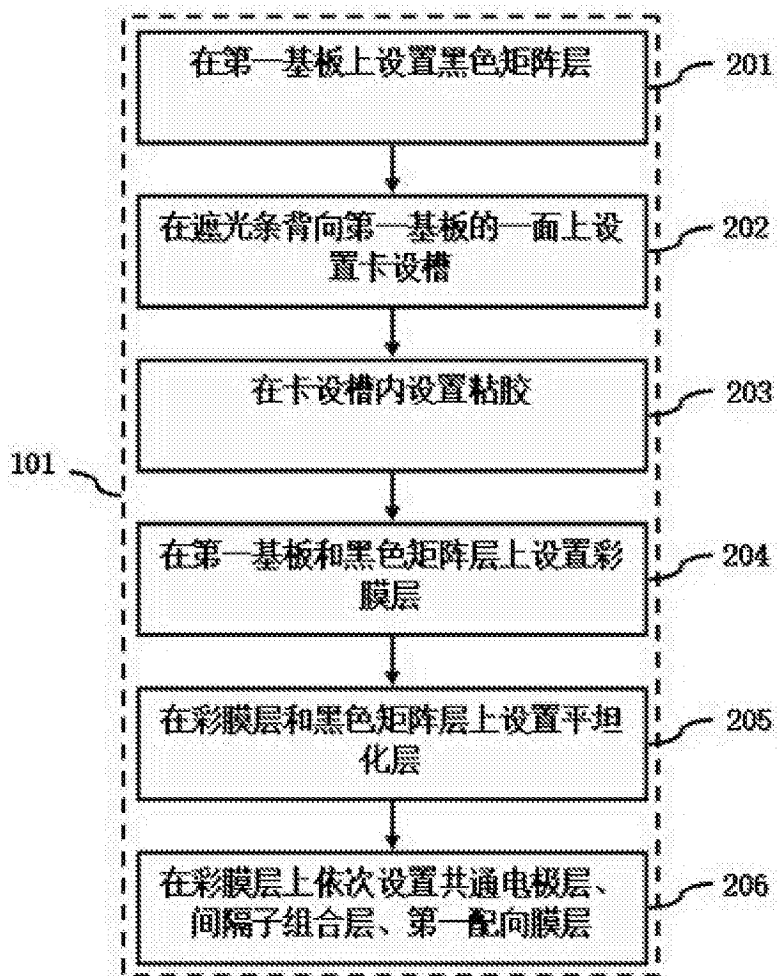 在第一基板上设置黑色矩阵层
201
在遮光条背向第一基板的一面上设
置卡设槽
202
在卡设槽内设置粘胶
203
101
在第一基板和黑色矩阵层上设置彩
膜层
204
在彩膜层和黑色矩阵层上设置平坦
化层
205
在彩膜层上依次设置共通电极层、
间隔子组合层、第一配向膜层
206